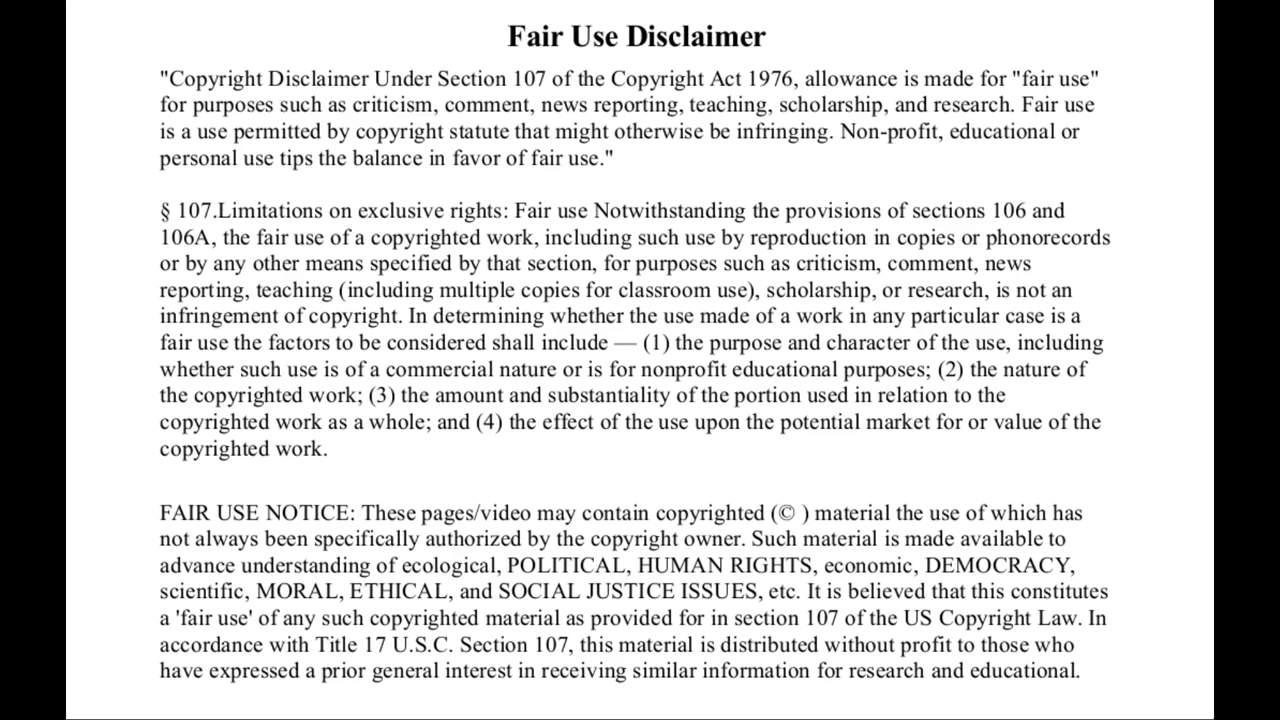 Fair Use Disclaimer
"Copyright Disclaimer Under Section 107 of the Copyright Act 1976, allowance is made for "fair use"
for purposes such as criticism, comment, news reporting, teaching, scholarship, and research. Fair use
is a use permitted by copyright statute that might otherwise be infringing. Non-profit, educational or
personal use tips the balance in favor of fair use."
§ 107.Limitations on exclusive rights: Fair use Notwithstanding the provisions of sections 106 and
106A, the fair use of a copyrighted work, including such use by reproduction in copies or phonorecords
or by any other means specified by that section, for purposes such as criticism, comment, news
reporting, teaching (including multiple copies for classroom use), scholarship, or research, is not an
infringement of copyright. In determining whether the use made of a work in any particular case is a
fair use the factors to be considered shall include — (1) the purpose and character of the use, including
whether such use is of a commercial nature or is for nonprofit educational purposes; (2) the nature of
the copyrighted work; (3) the amount and substantiality of the portion used in relation to the
copyrighted work as a whole; and (4) the effect of the use upon the potential market for or value of the
copyrighted work.
FAIR USE NOTICE: These pages/video may contain copyrighted (© ) material the use of which has
not always been specifically authorized by the copyright owner. Such material is made available to
advance understanding of ecological, POLITICAL, HUMAN RIGHTS, economic, DEMOCRACY,
scientific, MORAL, ETHICAL, and SOCIAL JUSTICE ISSUES, etc. It is believed that this constitutes
a 'fair use' of any such copyrighted material as provided for in section 107 of the US Copyright Law. In
accordance with Title 17 U.S.C. Section 107, this material is distributed without profit to those who
have expressed a prior general interest in receiving similar information for research and educational.